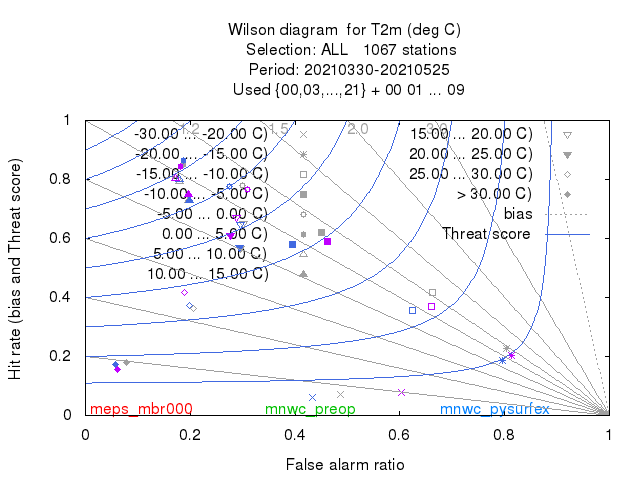 Wilson diagram for T2m (deg C)
Selection: ALL 1067 stations
Period: 20210330-20210525
Used {00,03,...,21} + 00 01 ... 09
1.2 1.5 2.0 3.0
-30.00 ... -20.00 C)
-20.00 ... -15.00 C)
-15.00 ... -10.00 C)
-10.00 ... -5.00 C)
-5.00 ... 0.00 C)
0.00 ... 5.00 C)
5.00 ... 10.00 C)
10.00 ... 15.00 C)
15.00 ... 20.00 C)
20.00 ... 25.00 C)
25.00 ... 30.00 C)
> 30.00 C)
bias
Threat score
1
0.8
0.6
0.4
0.2
0
Hit rate (bias and Threat score)
meps_mbr000 mnwc_preop mnwc_pysurfex
0 0.2 0.4 0.6 0.8 1
False alarm ratio